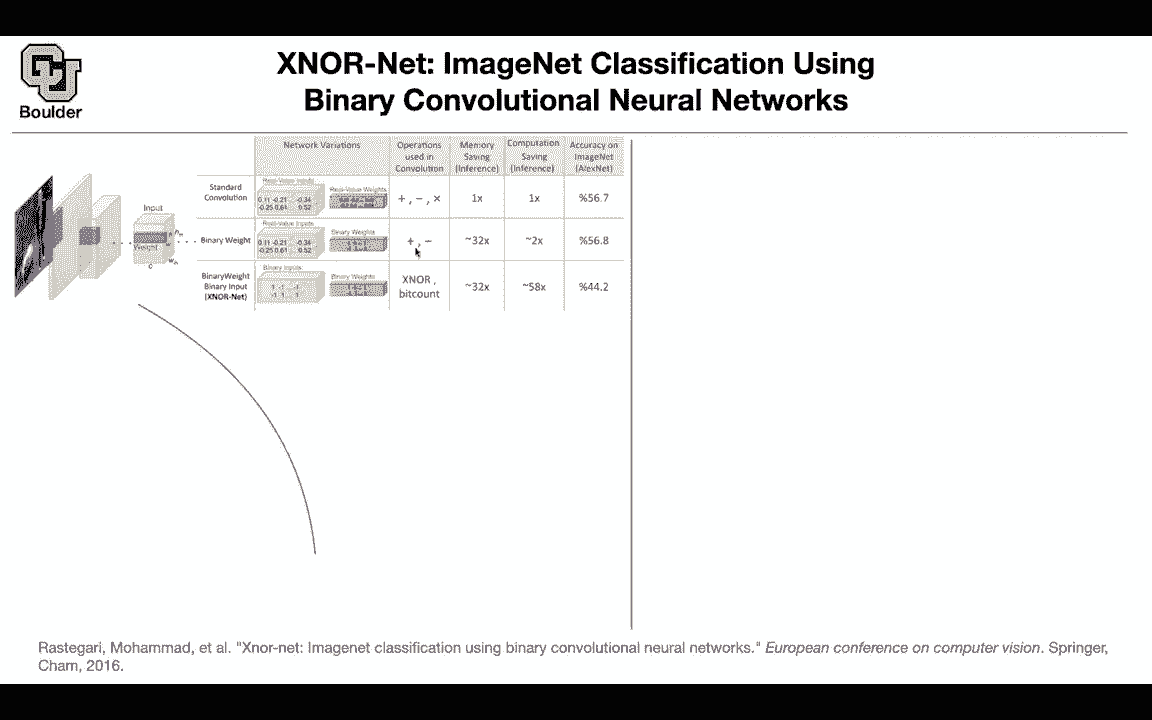 XNOR-Net: ImageNet Classification Using
Binary Convolutional Neural Networks
Boulder
Network Variations
Operations
used in
Convolution
Memory
Saving
(Inference)
Computation
Saving
(Inference)
Accuracy on
ImageNet
(AlexNet)
Input
Weight
c
Standard
Convolution
Real-Value Inputs
0.11 -0.21 -0.34
-0.25 0.61 0.52
Real-Value Weights
+ , − , ×
1x
1x
%56.7
Binary Weight
Real-Value Inputs
0.11 -0.21 -0.34
-0.25 0.61 0.52
Binary Weights
+ , −
~32x
~2x
%56.8
BinaryWeight
Binary Input
(XNOR-Net)
Binary Inputs
1 -1 -1
-1 1 1
Binary Weights
XNOR ,
bitcount
~32x
~58x
%44.2
Rastegari, Mohammad, et al. "Xnor-net: Imagenet classification using binary convolutional neural networks." European conference on computer vision. Springer,
Cham, 2016.